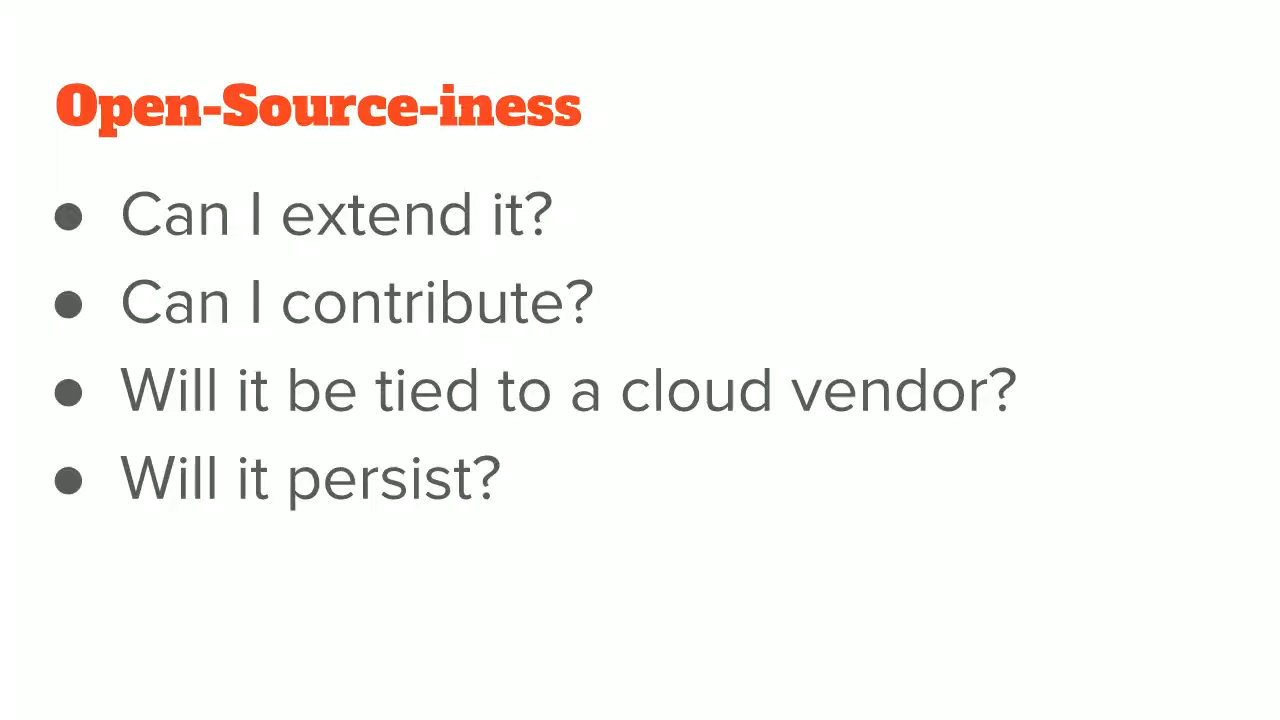 Open-Source-iness
● Can I extend it?
● Can I contribute?
● Will it be tied to a cloud vendor?
● Will it persist?